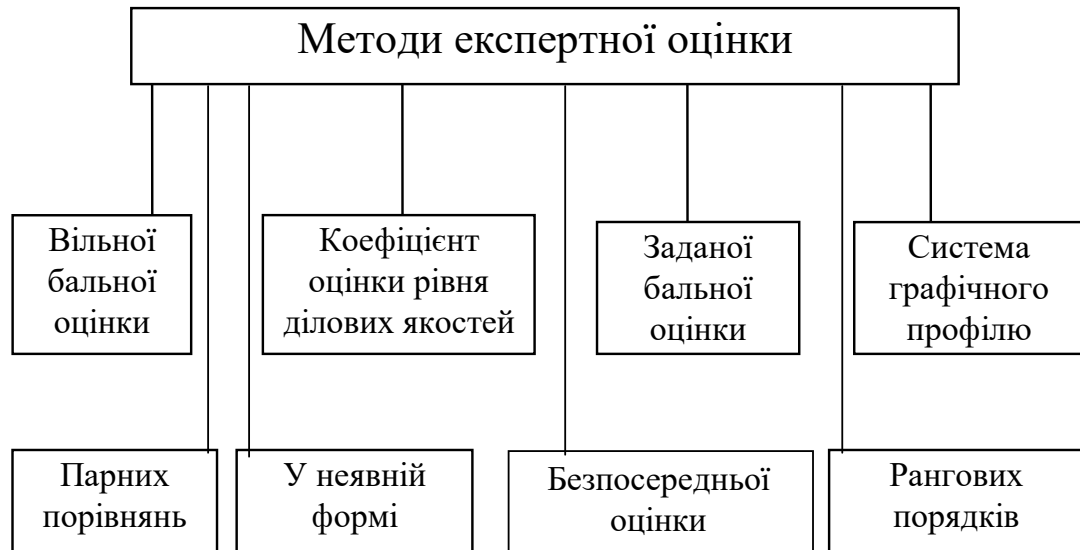 Методи експертної оцінки
Вільної
бальної
оцінки
Коефіцієнт
оцінки рівня
ділових якостей
Заданої
бальної
оцінки
Система
графічного
профілю
Парних
порівнянь
У неявній
формі
Безпосередньої
оцінки
Рангових
порядків